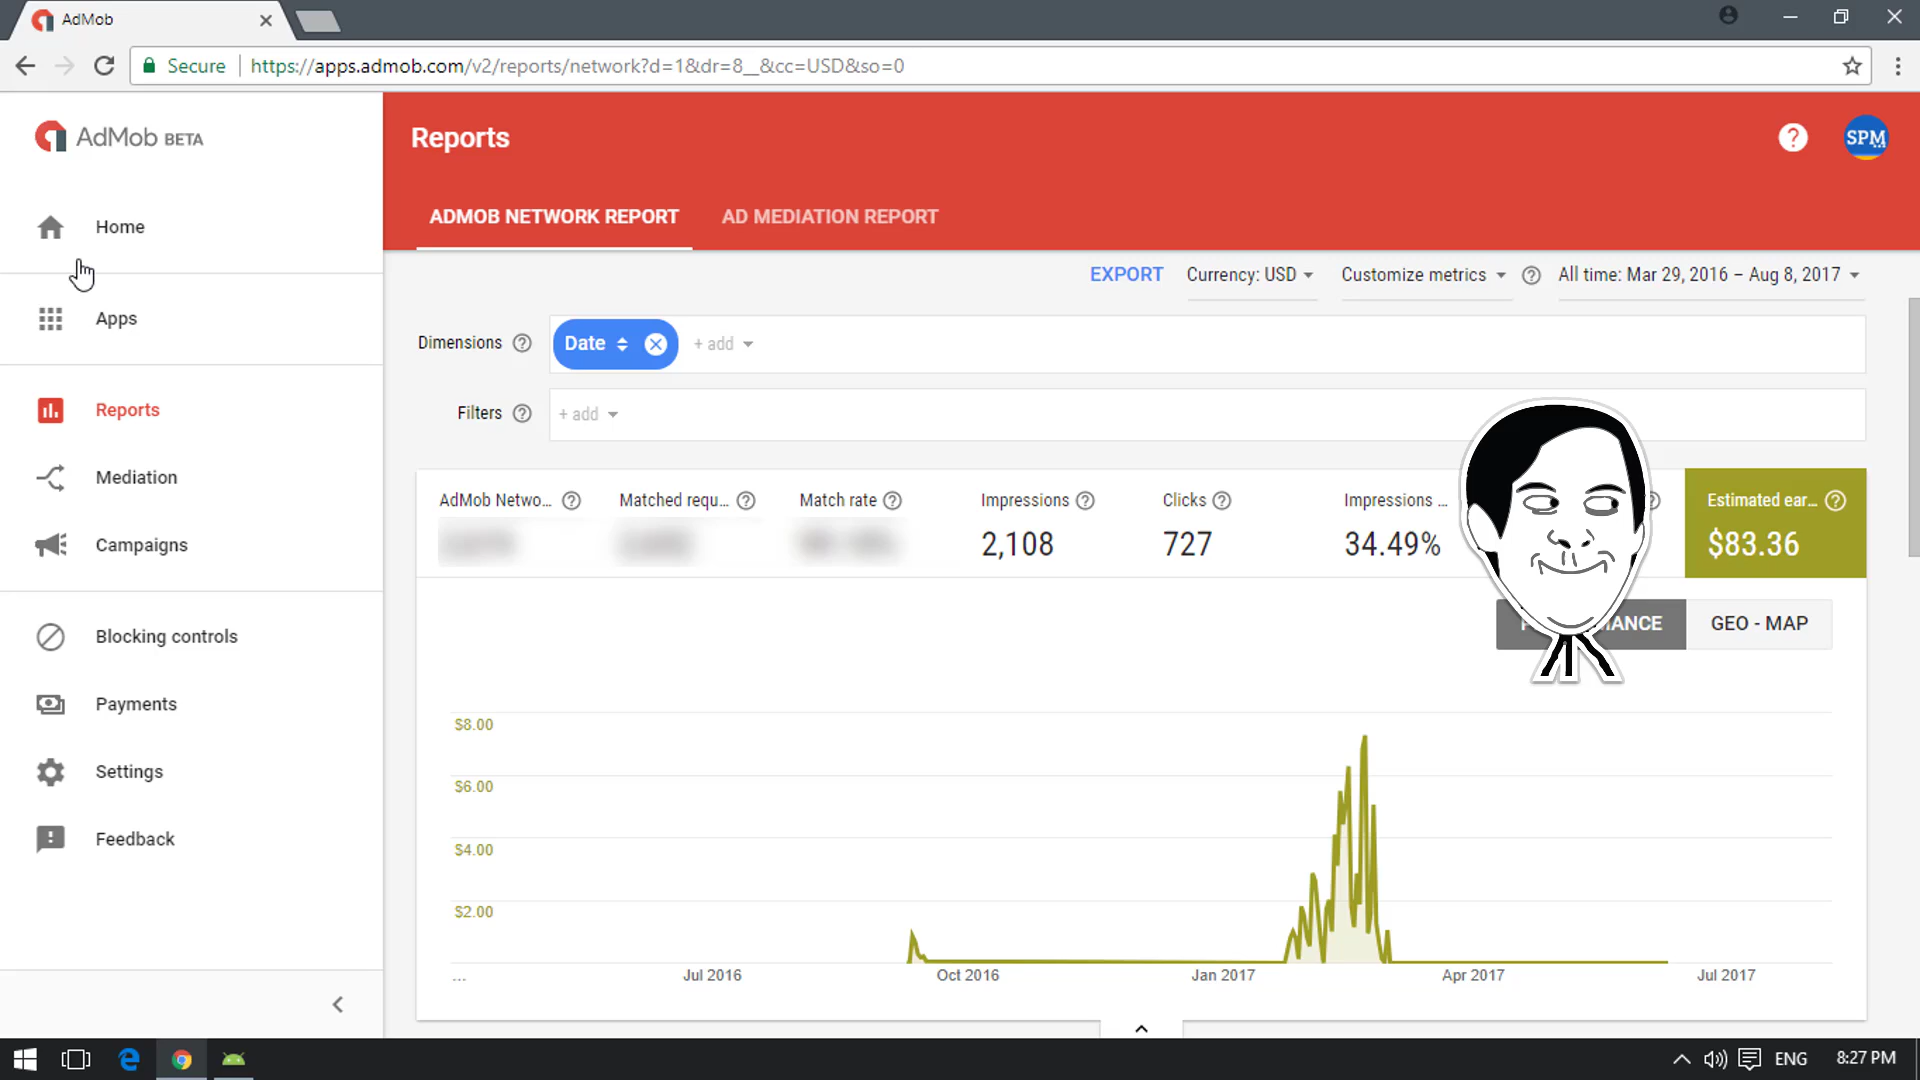 AdMob
Secure
https://apps.admob.com/v2/reports/network?d=1&dr=8__&cc=USD&so=0
AdMob BETA
Reports
SPM
Home
ADMOB NETWORK REPORT
AD MEDIATION REPORT
EXPORT
Currency: USD
Customize metrics
All time: Mar 29, 2016 – Aug 8, 2017
Apps
Dimensions
Date
+ add
Reports
Filters
+ add
Mediation
AdMob Netwo...
Matched requ...
Match rate
Impressions
Clicks
Impressions ...
Estimated ear...
2,108
727
34.49%
$83.36
Campaigns
Blocking controls
GEO - MAP
Payments
$8.00
Settings
$6.00
Feedback
$4.00
$2.00
...
Jul 2016
Oct 2016
Jan 2017
Apr 2017
Jul 2017
ENG
8:27 PM